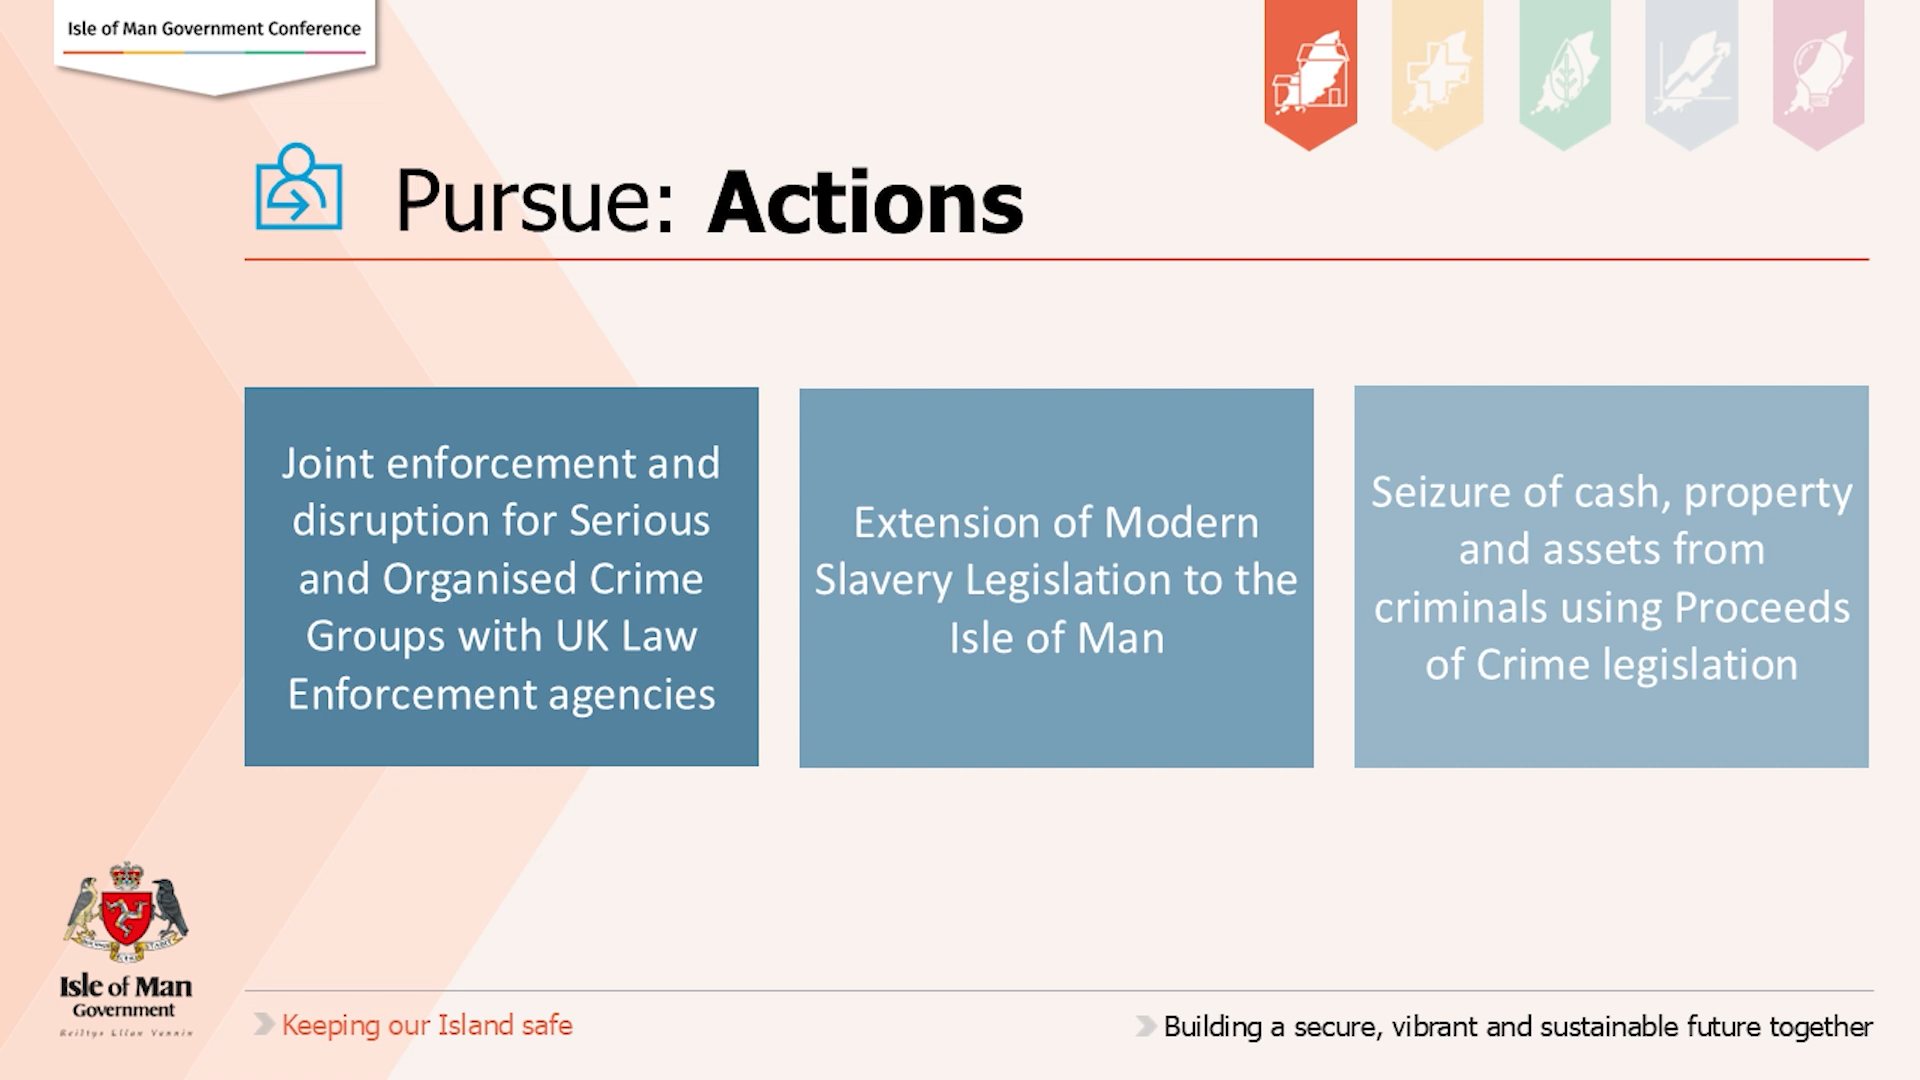 Isle of Man Government Conference
Pursue: Actions
Joint enforcement and
disruption for Serious
and Organised Crime
Groups with UK Law
Enforcement agencies
Extension of Modern
Slavery Legislation to the
Isle of Man
Seizure of cash, property
and assets from
criminals using Proceeds
of Crime legislation
Isle of Man
Government
Reiltys Ellan Vannin
Keeping our Island safe
Building a secure, vibrant and sustainable future together